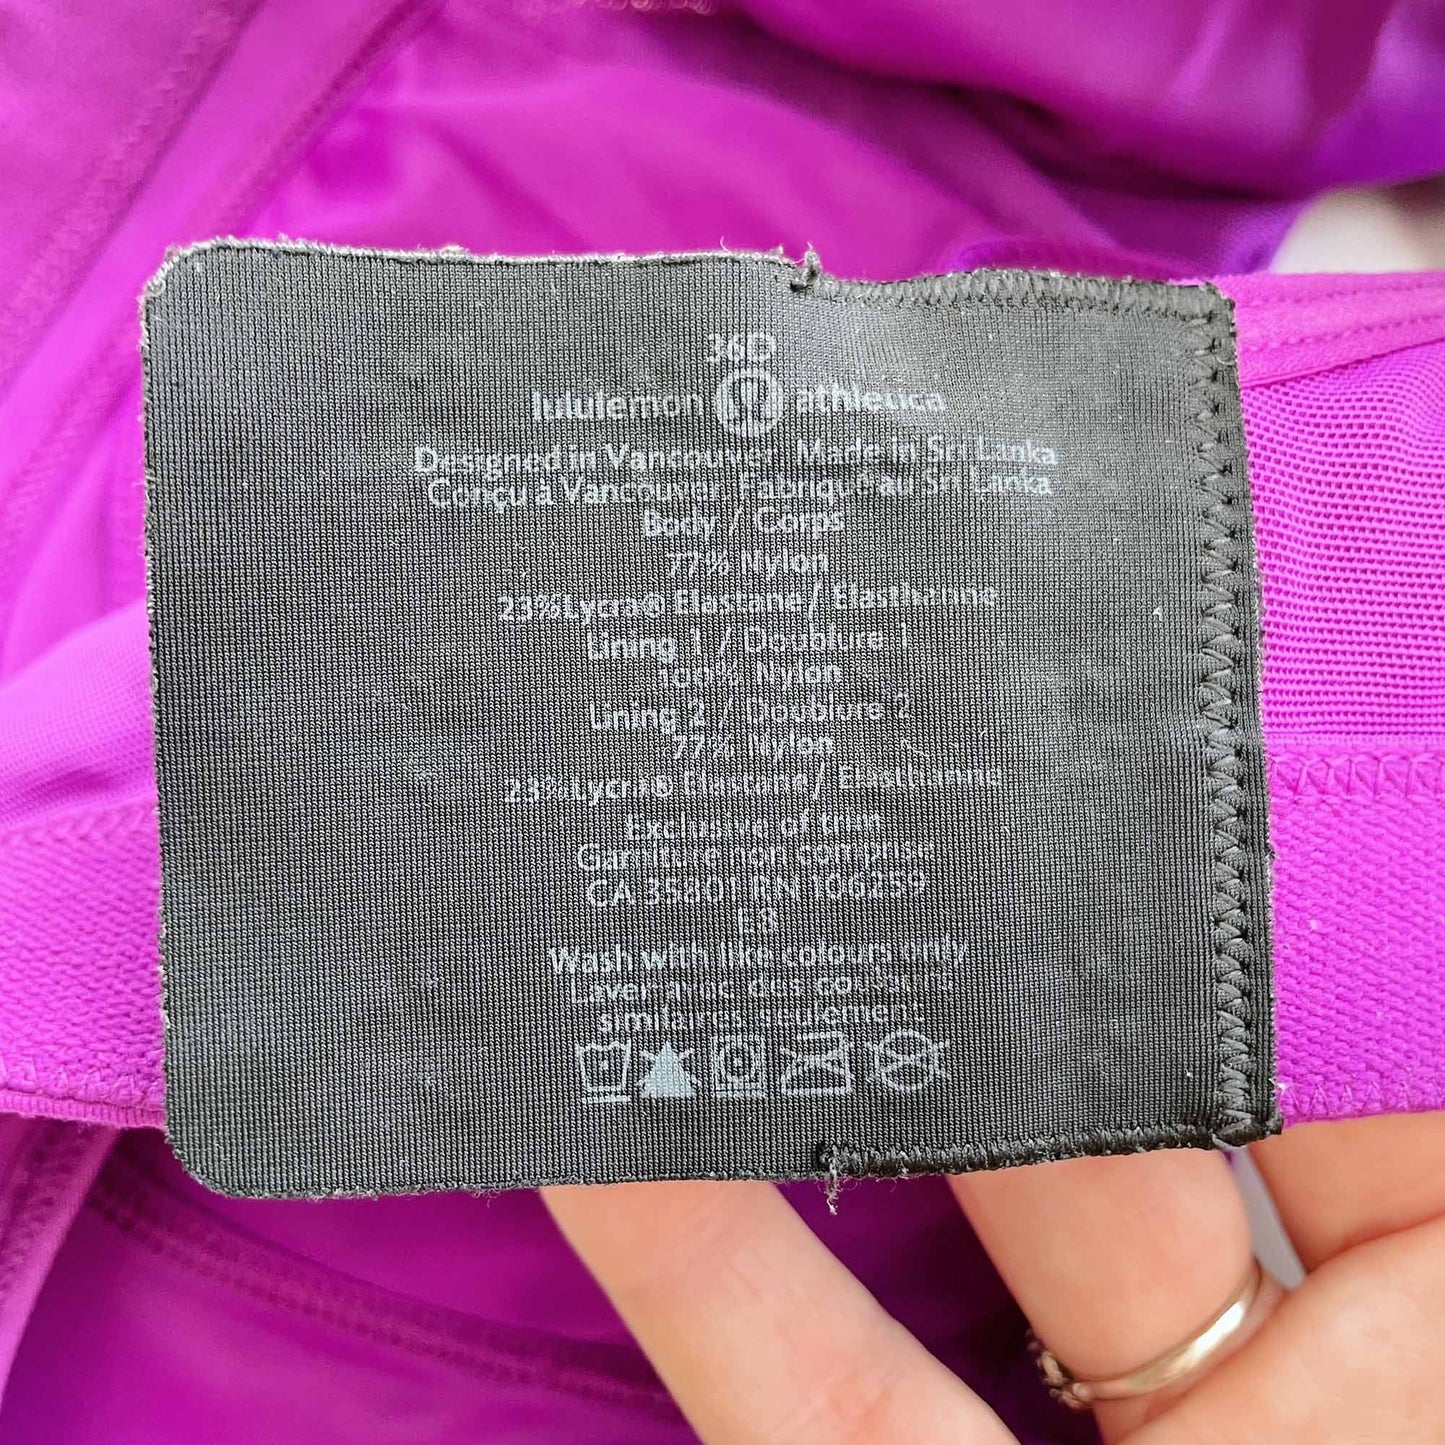 36D
lululemon athletica
Designed in Vancouver. Made in Sri Lanka
Conçu à Vancouver. Fabriqué au Sri Lanka
Body / Corps
77% Nylon
23%Lycra® Elastane/ Elasthanne
Lining 1 / Doublure 1
100% Nylon
Lining 2 / Doublure 2
77% Nylon
23%Lycra® Elastane/ Elasthanne
Exclusive of trim
Garniture non comprise
CA 35801 RN 106259
E3
Wash with like colours only
Laver avec des couleurs
similaires seulement